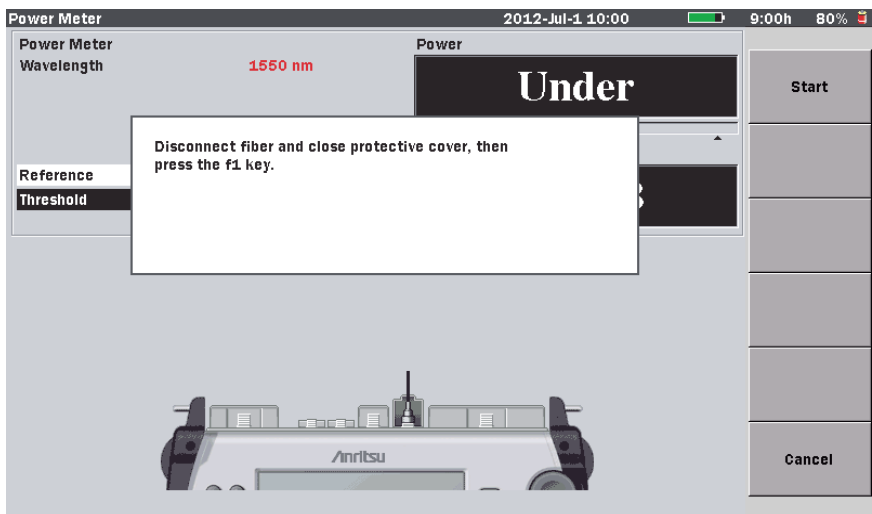 Power Meter 2012-Jul-1 10:00 9:00h 80%
Power Meter
Wavelength 1550 nm
Power
Under
Disconnect fiber and close protective cover, then
press the f1 key.
Reference
Threshold
Start
Cancel
Anritsu